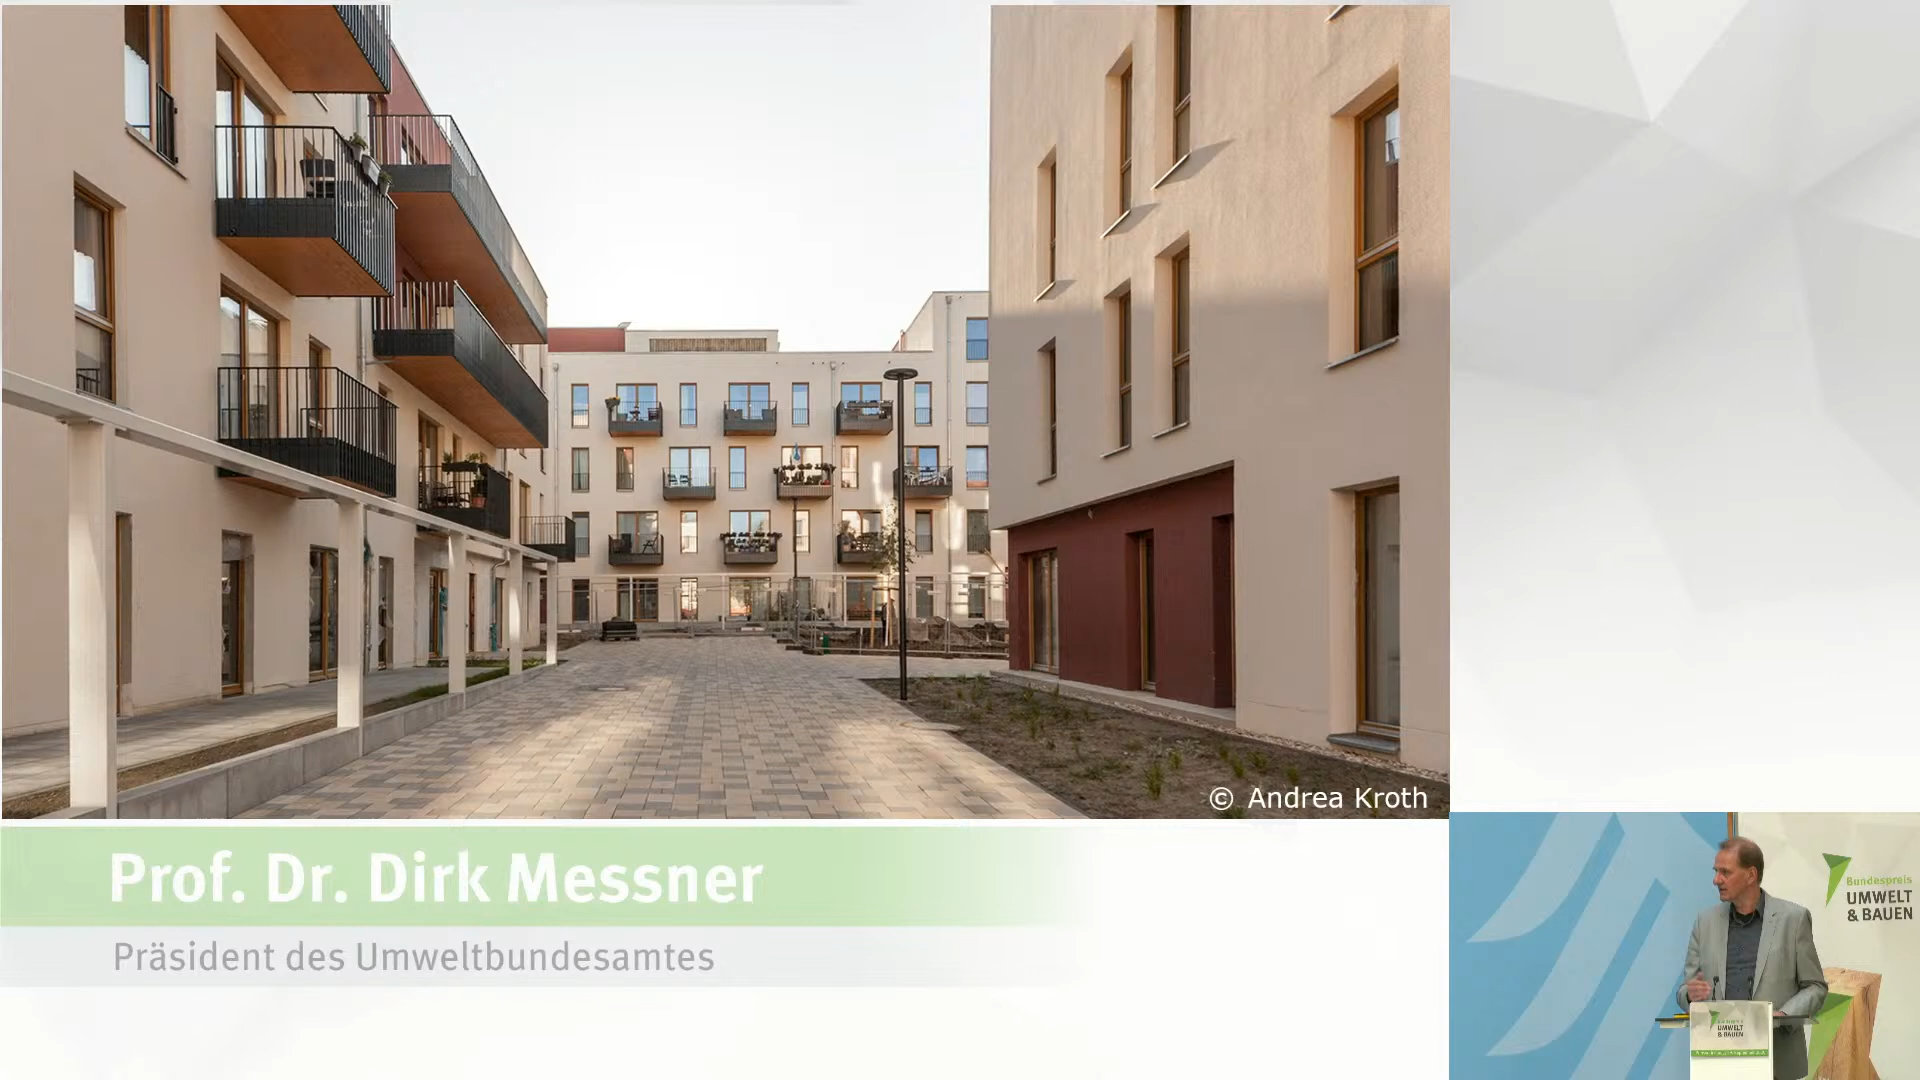 © Andrea Kroth
Prof. Dr. Dirk Messner
Präsident des Umweltbundesamtes
Bundespreis
UMWELT
& BAUEN
UMWELT
& BAUEN